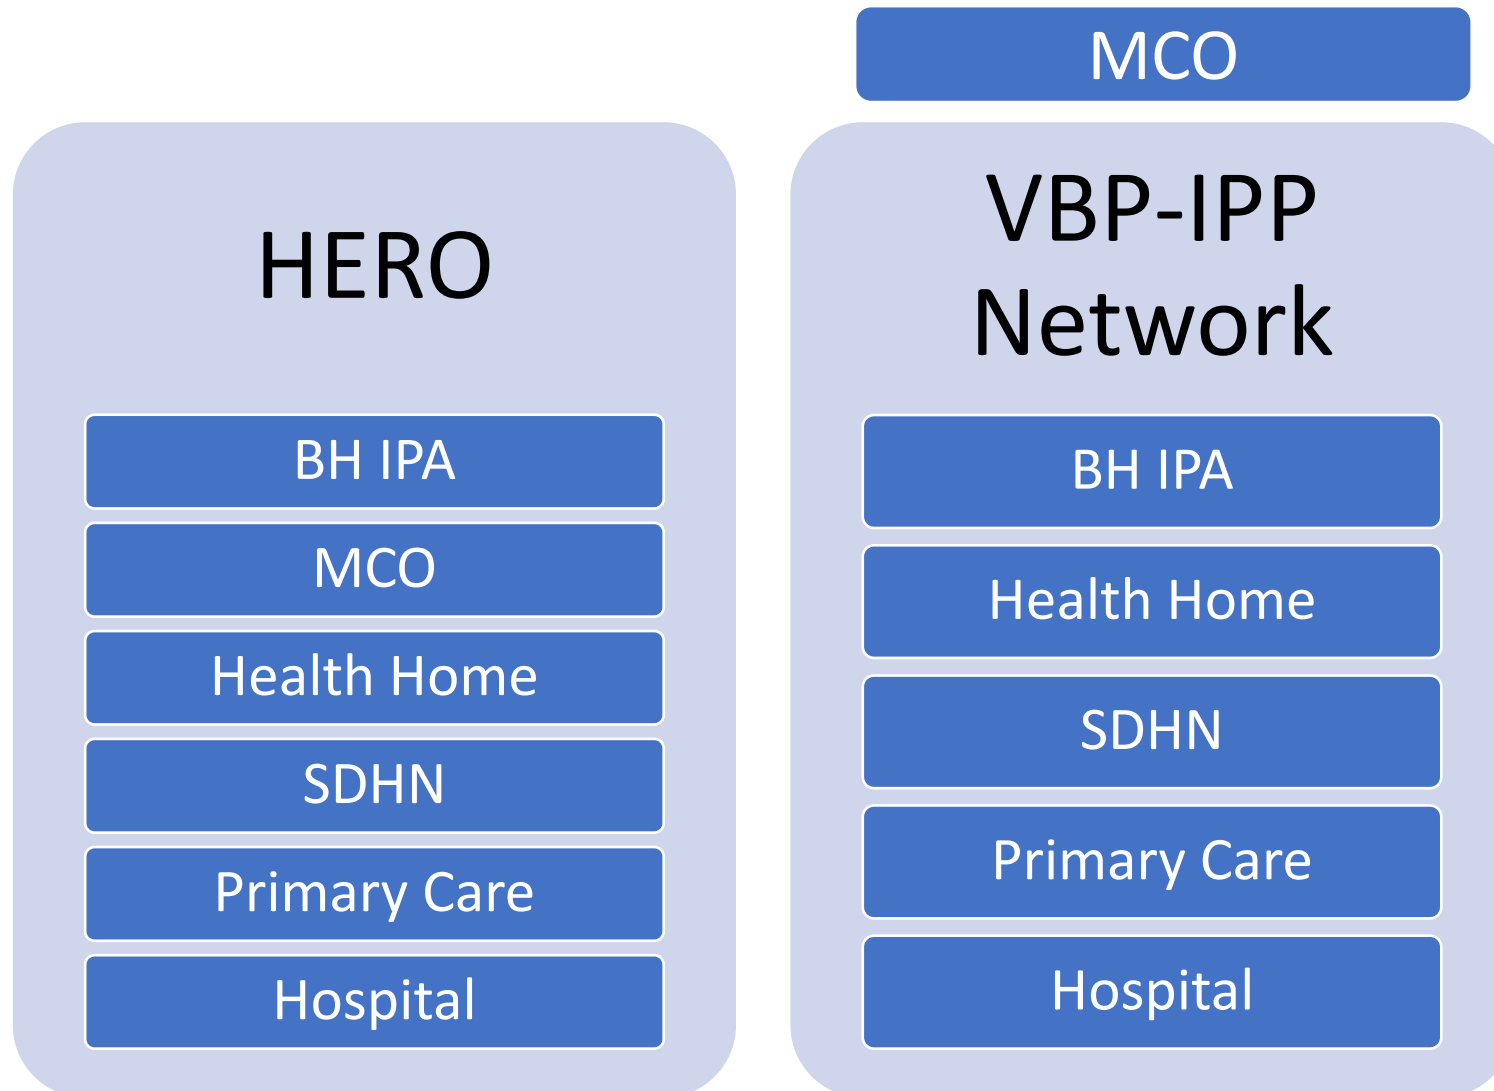 HERO
BH IPA
MCO
Health Home
SDHN
Primary Care
Hospital
MCO
VBP-IPP
Network
BH IPA
Health Home
SDHN
Primary Care
Hospital